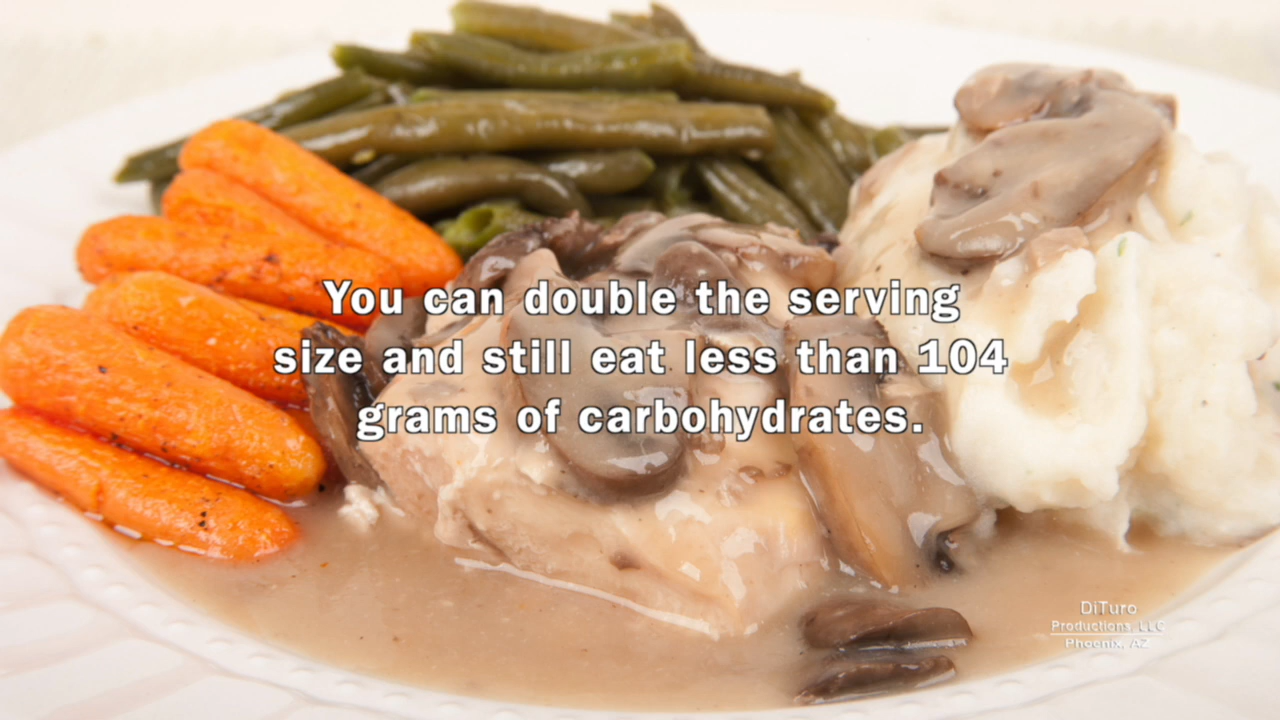 You can double the serving
size and still eat less than 104
grams of carbohydrates.
DiTuro
Productions, LLC
Phoenix, AZ